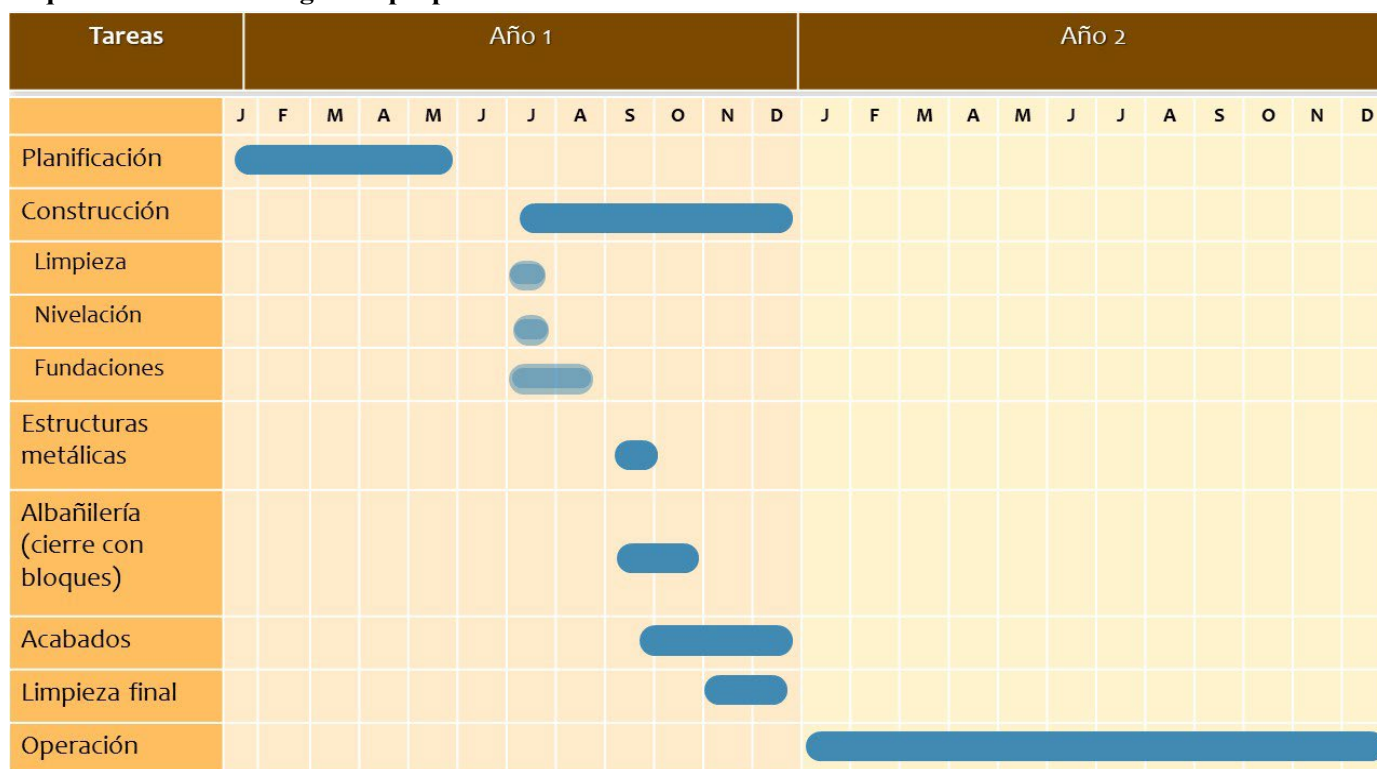 Tareas Año 1 Año 2
J F M A M J J A S O N D J F M A M J J A S O N D
Planificación
Construcción
Limpieza
Nivelación
Fundaciones
Estructuras
metálicas
Albañilería
(cierre con
bloques)
Acabados
Limpieza final
Operación